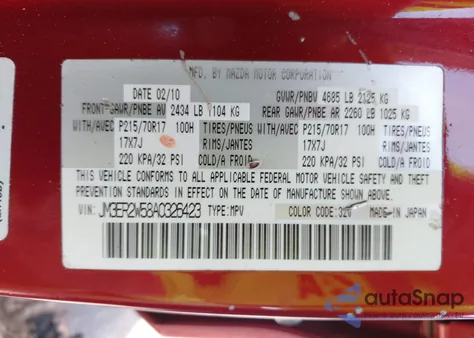 MFD. BY MAZDA MOTOR CORPORATION
DATE 02/10 GVWR/PNBV 4685 LB 2125 KG
FRONT GAWR/PNBE AV 2434 LB 1104 KG REAR GAWR/PNBE AR 2260 LB 1025 KG
WITH/AVEC P215/70R17 100H TIRES/PNEUS WITH/AVEC P215/70R17 100H TIRES/PNEUS
17X7J RIMS/JANTES 17X7J RIMS/JANTES
220 KPA/32 PSI COLD/A FROID 220 KPA/32 PSI COLD/A FROID
THIS VEHICLE CONFORMS TO ALL APPLICABLE FEDERAL MOTOR VEHICLE SAFETY AND THEFT
PREVENTION STANDARDS IN EFFECT ON THE DATE OF MANUFACTURE SHOWN ABOVE.
VIN: JM3ER2W58A0326423 TYPE:MPV COLOR CODE:32V MADE IN JAPAN
autoSnap
VIN DECODER